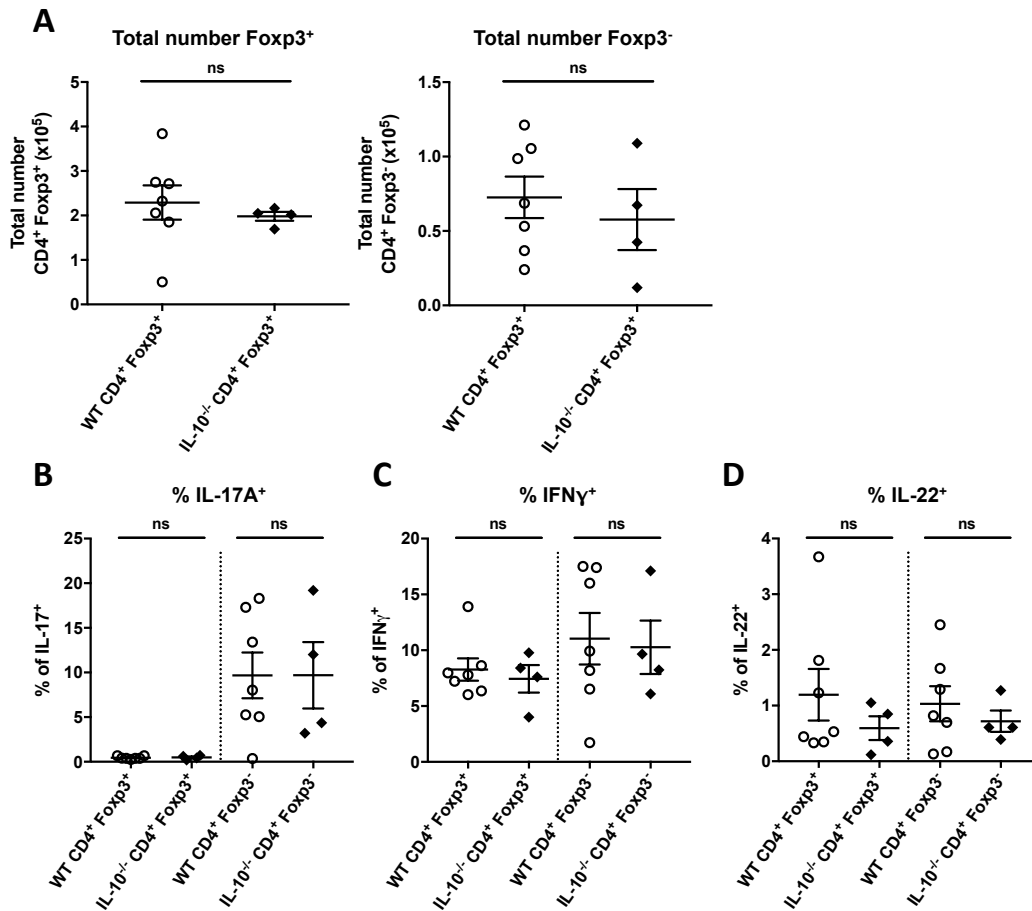 A
Total number Foxp3⁺
ns
Total number
CD4⁺ Foxp3⁺ (x10⁵)
5
4
3
2
1
0
WT CD4⁺ Foxp3⁺
IL-10⁻/⁻ CD4⁺ Foxp3⁺
Total number Foxp3⁻
ns
Total number
CD4⁺ Foxp3⁻ (x10⁵)
1.5
1.0
0.5
0.0
WT CD4⁺ Foxp3⁺
IL-10⁻/⁻ CD4⁺ Foxp3⁺
B
% IL-17A⁺
ns
ns
% of IL-17⁺
25
20
15
10
5
0
WT CD4⁺ Foxp3⁺
IL-10⁻/⁻ CD4⁺ Foxp3⁺
WT CD4⁺ Foxp3⁻
IL-10⁻/⁻ CD4⁺ Foxp3⁻
C
% IFNγ⁺
ns
ns
% of IFNγ⁺
20
15
10
5
0
WT CD4⁺ Foxp3⁺
IL-10⁻/⁻ CD4⁺ Foxp3⁺
WT CD4⁺ Foxp3⁻
IL-10⁻/⁻ CD4⁺ Foxp3⁻
D
% IL-22⁺
ns
ns
% of IL-22⁺
4
3
2
1
0
WT CD4⁺ Foxp3⁺
IL-10⁻/⁻ CD4⁺ Foxp3⁺
WT CD4⁺ Foxp3⁻
IL-10⁻/⁻ CD4⁺ Foxp3⁻